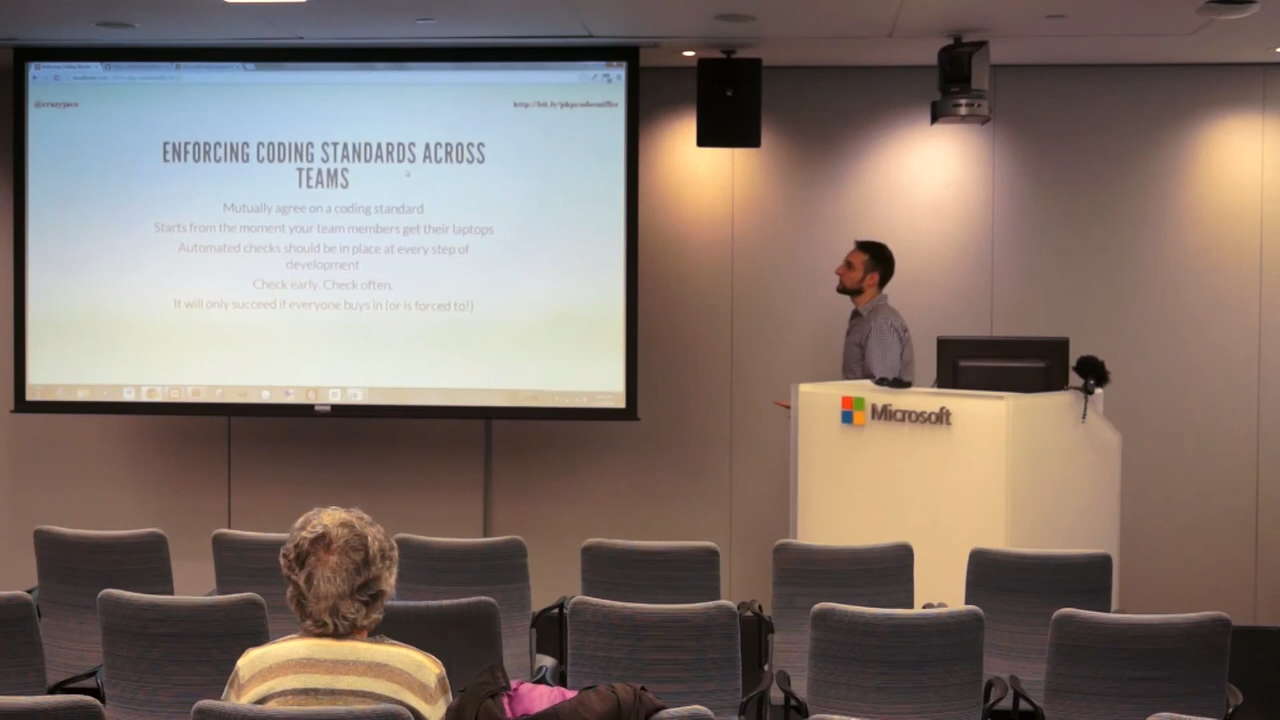 @crazyjaco
http://bit.ly/phpcodesniffer
ENFORCING CODING STANDARDS ACROSS
TEAMS
Mutually agree on a coding standard
Starts from the moment your team members get their laptops
Automated checks should be in place at every step of
development
Check early. Check often.
It will only succeed if everyone buys in (or is forced to!)
Microsoft